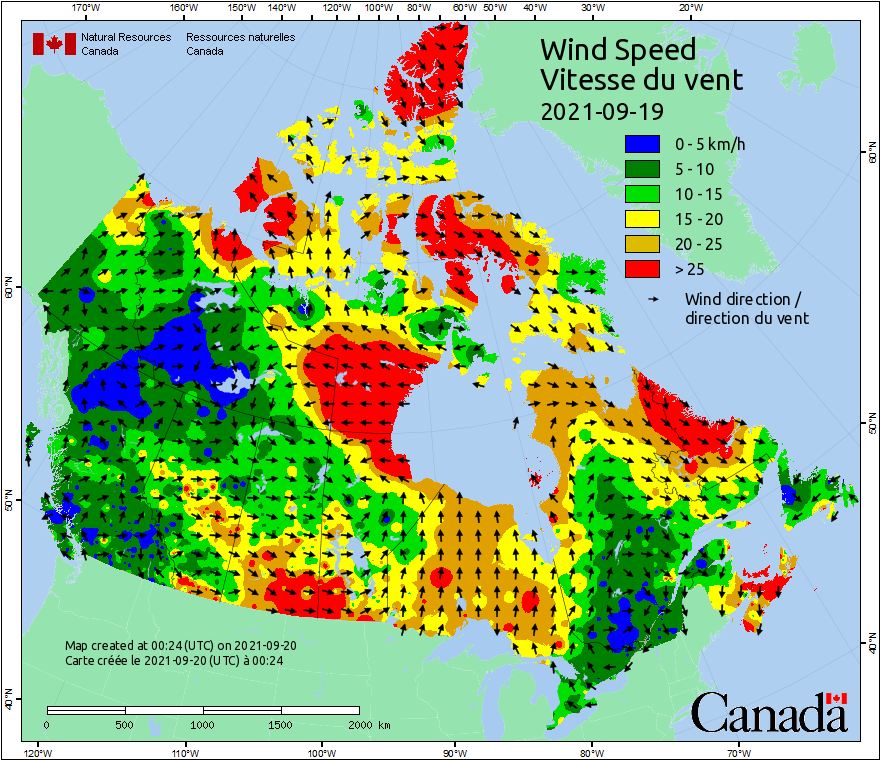 170°W 160°W 150°W 140°W 120°W 100°W 80°W 60°W 50°W 40°W 30°W 20°W
Natural Resources Ressources naturelles
Canada Canada
Wind Speed
Vitesse du vent
2021-09-19
0 - 5 km/h
5 - 10
10 - 15
15 - 20
20 - 25
> 25
Wind direction /
direction du vent
60°N
60°N
50°N
50°N
40°N
40°N
Map created at 00:24 (UTC) on 2021-09-20
Carte créée le 2021-09-20 (UTC) à 00:24
0 500 1000 1500 2000 km
Canada
120°W 110°W 100°W 90°W 80°W 70°W